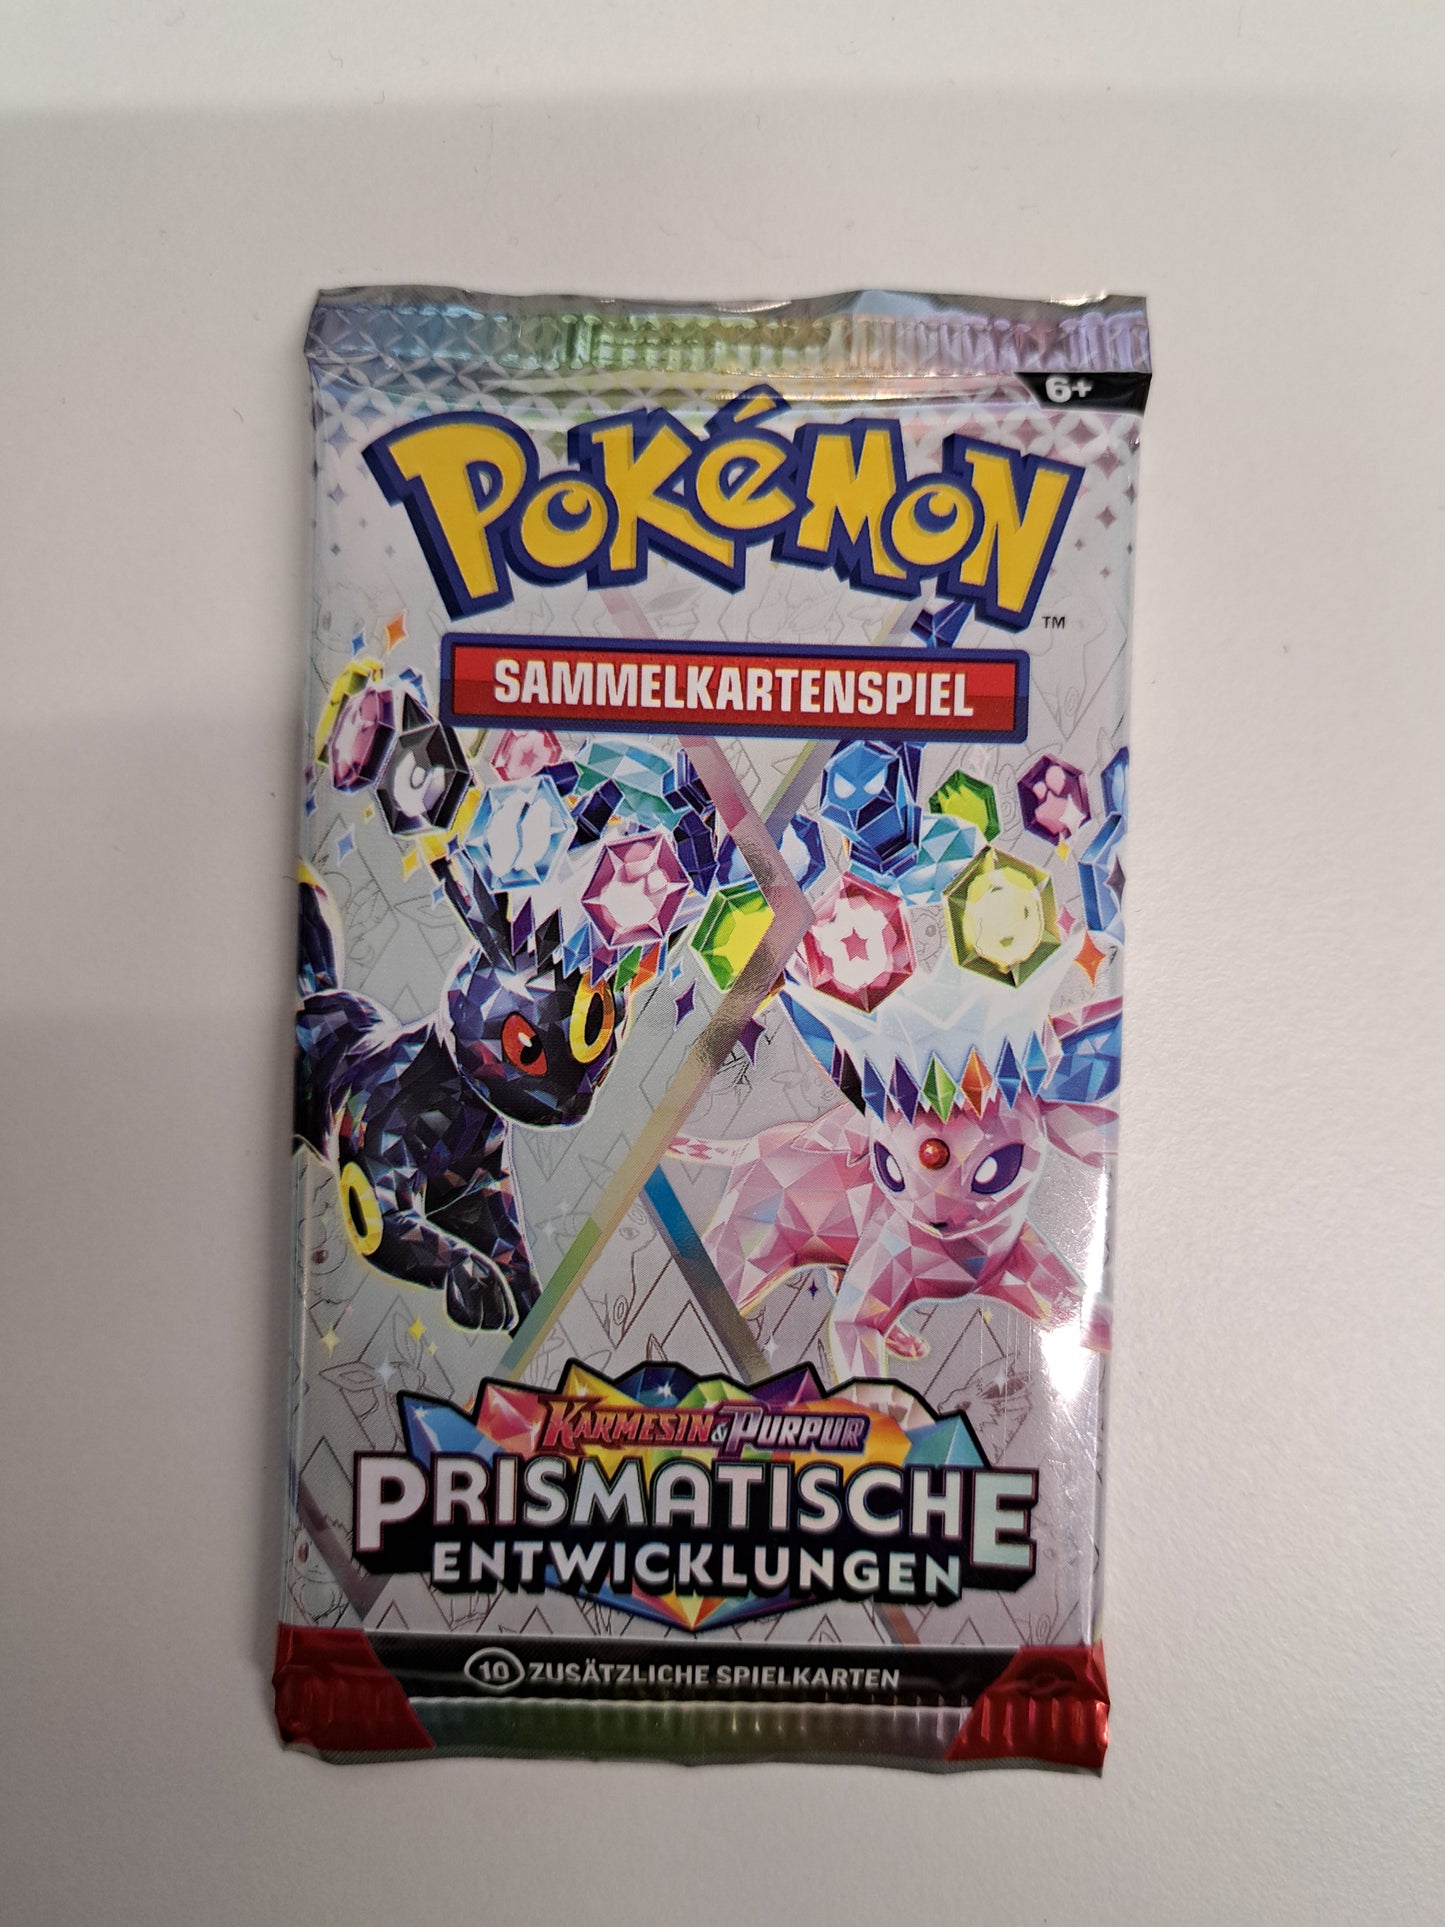 6+
POKéMON
TM
SAMMELKARTENSPIEL
KARMESIN & PURPUR
PRISMATISCHE
ENTWICKLUNGEN
10 ZUSÄTZLICHE SPIELKARTEN